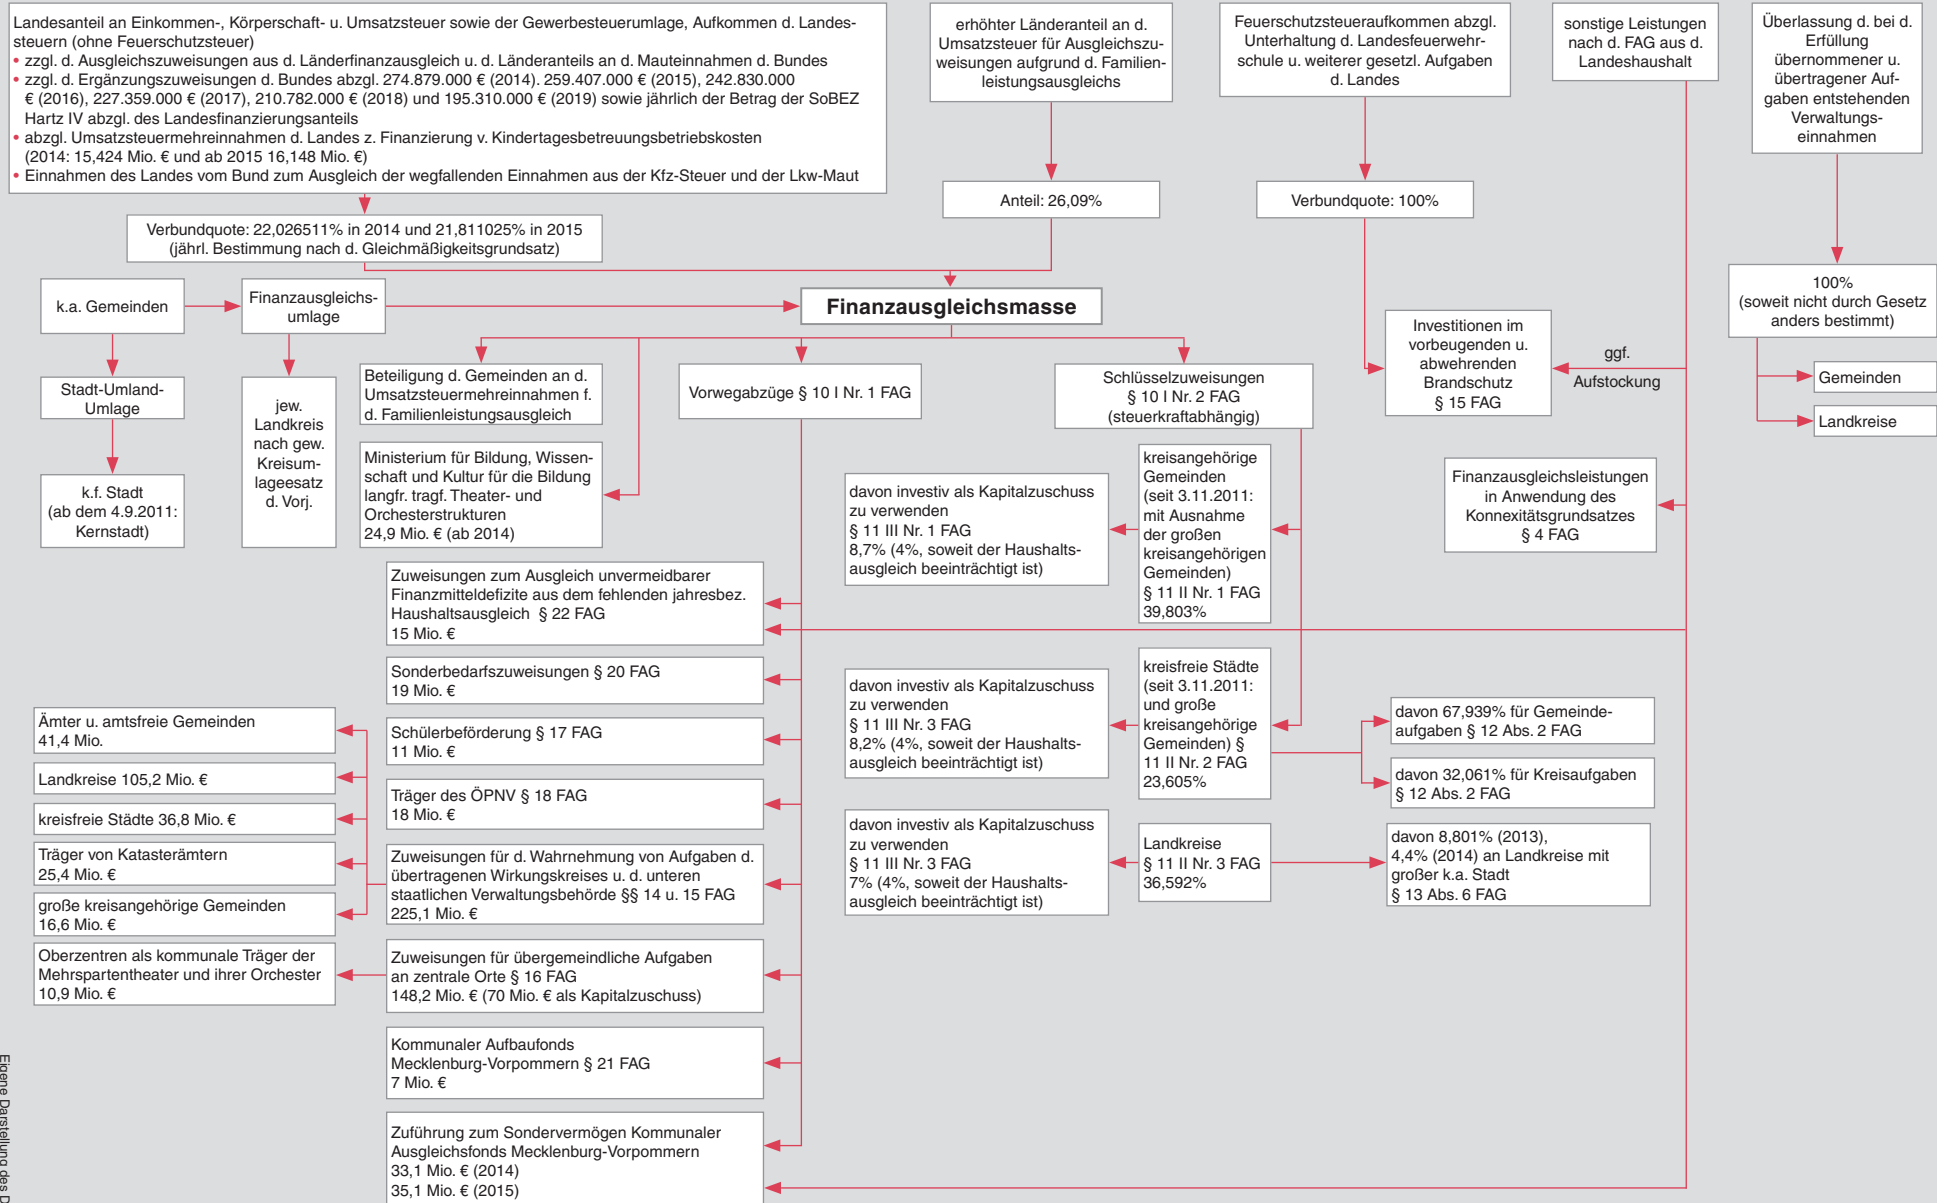 Landesanteil an Einkommen-, Körperschaft- u. Umsatzsteuer sowie der Gewerbesteuerumlage, Aufkommen d. Landes-
steuern (ohne Feuerschutzsteuer)
• zzgl. d. Ausgleichszuweisungen aus d. Länderfinanzausgleich u. d. Länderanteils an d. Mauteinnahmen d. Bundes
• zzgl. d. Ergänzungszuweisungen d. Bundes abzgl. 274.879.000 € (2014). 259.407.000 € (2015), 242.830.000
€ (2016), 227.359.000 € (2017), 210.782.000 € (2018) und 195.310.000 € (2019) sowie jährlich der Betrag der SoBEZ
Hartz IV abzgl. des Landesfinanzierungsanteils
• abzgl. Umsatzsteuermehreinnahmen d. Landes z. Finanzierung v. Kindertagesbetreuungsbetriebskosten
(2014: 15,424 Mio. € und ab 2015 16,148 Mio. €)
• Einnahmen des Landes vom Bund zum Ausgleich der wegfallenden Einnahmen aus der Kfz-Steuer und der Lkw-Maut
erhöhter Länderanteil an d.
Umsatzsteuer für Ausgleichszu-
weisungen aufgrund d. Familien-
leistungsausgleichs
Feuerschutzsteueraufkommen abzgl.
Unterhaltung d. Landesfeuerwehr-
schule u. weiterer gesetzl. Aufgaben
d. Landes
sonstige Leistungen
nach d. FAG aus d.
Landeshaushalt
Überlassung d. bei d.
Erfüllung
übernommener u.
übertragener Auf-
gaben entstehenden
Verwaltungs-
einnahmen
Verbundquote: 22,026511% in 2014 und 21,811025% in 2015
(jährl. Bestimmung nach d. Gleichmäßigkeitsgrundsatz)
Anteil: 26,09%
Verbundquote: 100%
100%
(soweit nicht durch Gesetz
anders bestimmt)
Gemeinden
Landkreise
k.a. Gemeinden
Finanzausgleichs-
umlage
Finanzausgleichsmasse
Stadt-Umland-
Umlage
k.f. Stadt
(ab dem 4.9.2011:
Kernstadt)
jew.
Landkreis
nach gew.
Kreisum-
lageesatz
d. Vorj.
Beteiligung d. Gemeinden an d.
Umsatzsteuermehreinnahmen f.
d. Familienleistungsausgleich
Ministerium für Bildung, Wissen-
schaft und Kultur für die Bildung
langfr. tragf. Theater- und
Orchesterstrukturen
24,9 Mio. € (ab 2014)
Vorwegabzüge § 10 I Nr. 1 FAG
Schlüsselzuweisungen
§ 10 I Nr. 2 FAG
(steuerkraftabhängig)
Investitionen im
vorbeugenden u.
abwehrenden
Brandschutz
§ 15 FAG
ggf.
Aufstockung
Finanzausgleichsleistungen
in Anwendung des
Konnexitätsgrundsatzes
§ 4 FAG
davon investiv als Kapitalzuschuss
zu verwenden
§ 11 III Nr. 1 FAG
8,7% (4%, soweit der Haushalts-
ausgleich beeinträchtigt ist)
kreisangehörige
Gemeinden
(seit 3.11.2011:
mit Ausnahme
der großen
kreisangehörigen
Gemeinden)
§ 11 II Nr. 1 FAG
39,803%
Zuweisungen zum Ausgleich unvermeidbarer
Finanzmitteldefizite aus dem fehlenden jahresbez.
Haushaltsausgleich § 22 FAG
15 Mio. €
Sonderbedarfszuweisungen § 20 FAG
19 Mio. €
Schülerbeförderung § 17 FAG
11 Mio. €
Träger des ÖPNV § 18 FAG
18 Mio. €
Zuweisungen für d. Wahrnehmung von Aufgaben d.
übertragenen Wirkungskreises u. d. unteren
staatlichen Verwaltungsbehörde §§ 14 u. 15 FAG
225,1 Mio. €
Zuweisungen für übergemeindliche Aufgaben
an zentrale Orte § 16 FAG
148,2 Mio. € (70 Mio. € als Kapitalzuschuss)
Kommunaler Aufbaufonds
Mecklenburg-Vorpommern § 21 FAG
7 Mio. €
Zuführung zum Sondervermögen Kommunaler
Ausgleichsfonds Mecklenburg-Vorpommern
33,1 Mio. € (2014)
35,1 Mio. € (2015)
Ämter u. amtsfreie Gemeinden
41,4 Mio.
Landkreise 105,2 Mio. €
kreisfreie Städte 36,8 Mio. €
Träger von Katasterämtern
25,4 Mio. €
große kreisangehörige Gemeinden
16,6 Mio. €
Oberzentren als kommunale Träger der
Mehrspartentheater und ihrer Orchester
10,9 Mio. €
davon investiv als Kapitalzuschuss
zu verwenden
§ 11 III Nr. 3 FAG
8,2% (4%, soweit der Haushalts-
ausgleich beeinträchtigt ist)
kreisfreie Städte
(seit 3.11.2011:
und große
kreisangehörige
Gemeinden) §
11 II Nr. 2 FAG
23,605%
davon 67,939% für Gemeinde-
aufgaben § 12 Abs. 2 FAG
davon 32,061% für Kreisaufgaben
§ 12 Abs. 2 FAG
davon investiv als Kapitalzuschuss
zu verwenden
§ 11 III Nr. 3 FAG
7% (4%, soweit der Haushalts-
ausgleich beeinträchtigt ist)
Landkreise
§ 11 II Nr. 3 FAG
36,592%
davon 8,801% (2013),
4,4% (2014) an Landkreise mit
großer k.a. Stadt
§ 13 Abs. 6 FAG
Eigene Darstellung des